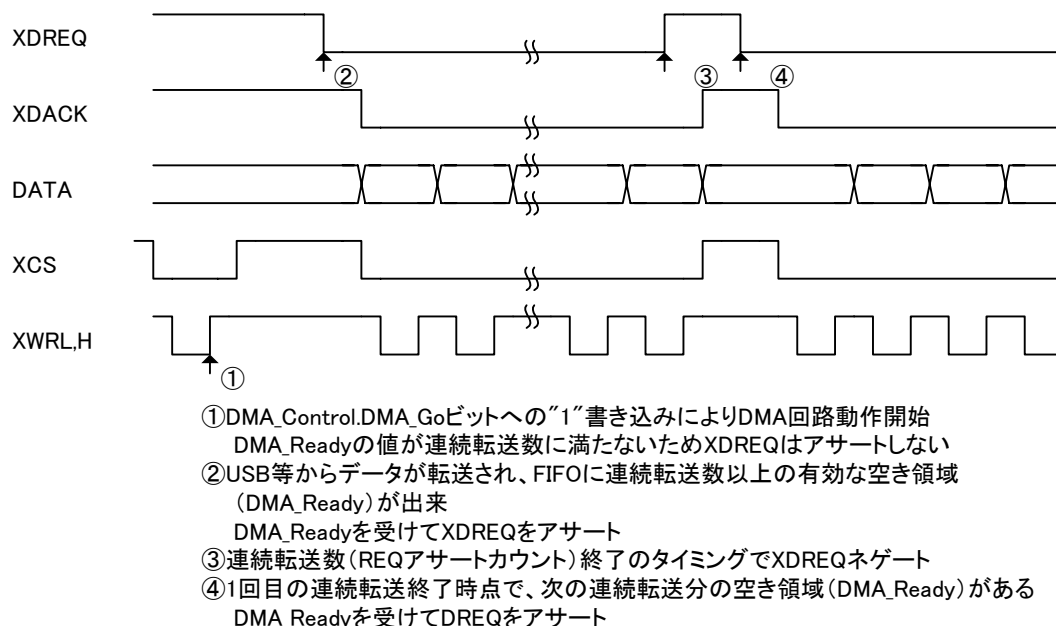 XDREQ
② ③ ④
XDACK
DATA
XCS
XWRL,H
①
①DMA_Control.DMA_Goビットへの"1"書き込みによりDMA回路動作開始
DMA_Readyの値が連続転送数に満たないためXDREQはアサートしない
②USB等からデータが転送され、FIFOに連続転送数以上の有効な空き領域
（DMA_Ready）が出来
DMA_Readyを受けてXDREQをアサート
③連続転送数（REQアサートカウント）終了のタイミングでXDREQネゲート
④1回目の連続転送終了時点で、次の連続転送分の空き領域（DMA_Ready）がある
DMA_Readyを受けてDREQをアサート